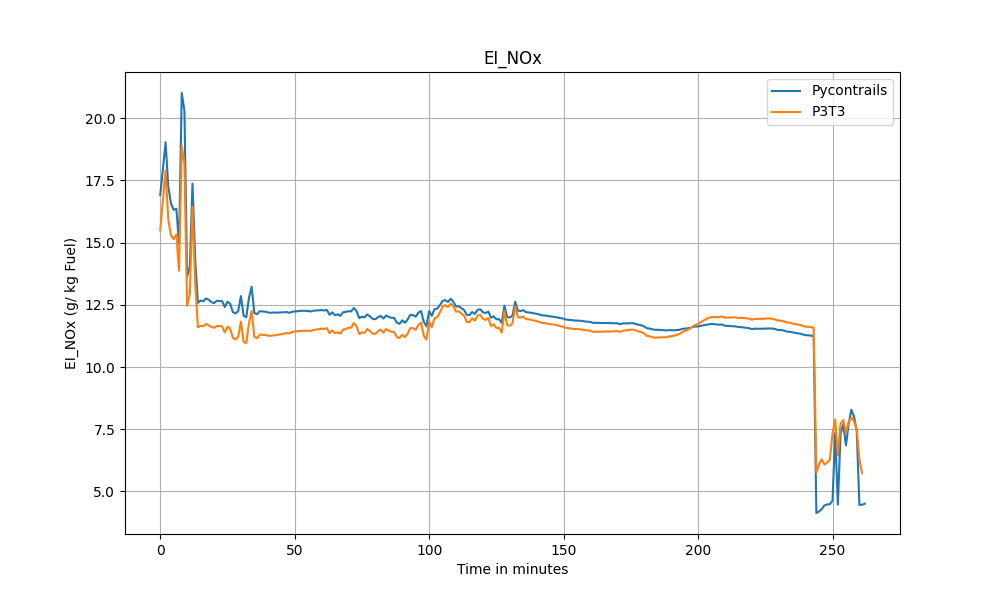 EI_NOx
Pycontrails
P3T3
EI_NOx (g/ kg Fuel)
20.0
17.5
15.0
12.5
10.0
7.5
5.0
0 50 100 150 200 250
Time in minutes